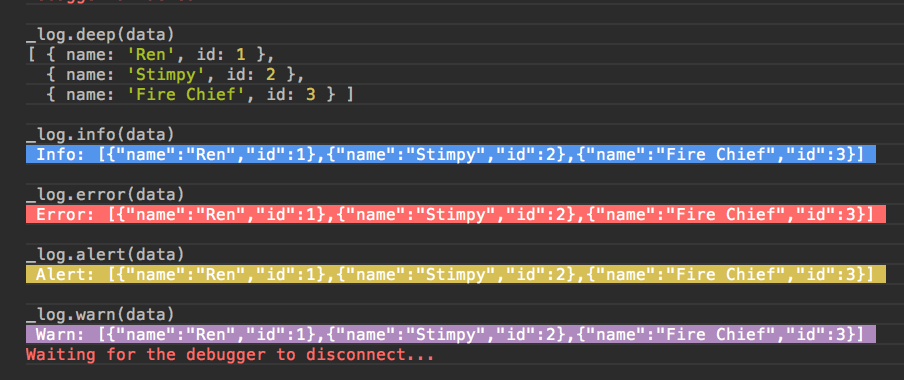 _log.deep(data)
[ { name: 'Ren', id: 1 },
  { name: 'Stimpy', id: 2 },
  { name: 'Fire Chief', id: 3 } ]
_log.info(data)
Info: [{"name":"Ren","id":1},{"name":"Stimpy","id":2},{"name":"Fire Chief","id":3}]
_log.error(data)
Error: [{"name":"Ren","id":1},{"name":"Stimpy","id":2},{"name":"Fire Chief","id":3}]
_log.alert(data)
Alert: [{"name":"Ren","id":1},{"name":"Stimpy","id":2},{"name":"Fire Chief","id":3}]
_log.warn(data)
Warn: [{"name":"Ren","id":1},{"name":"Stimpy","id":2},{"name":"Fire Chief","id":3}]
Waiting for the debugger to disconnect...